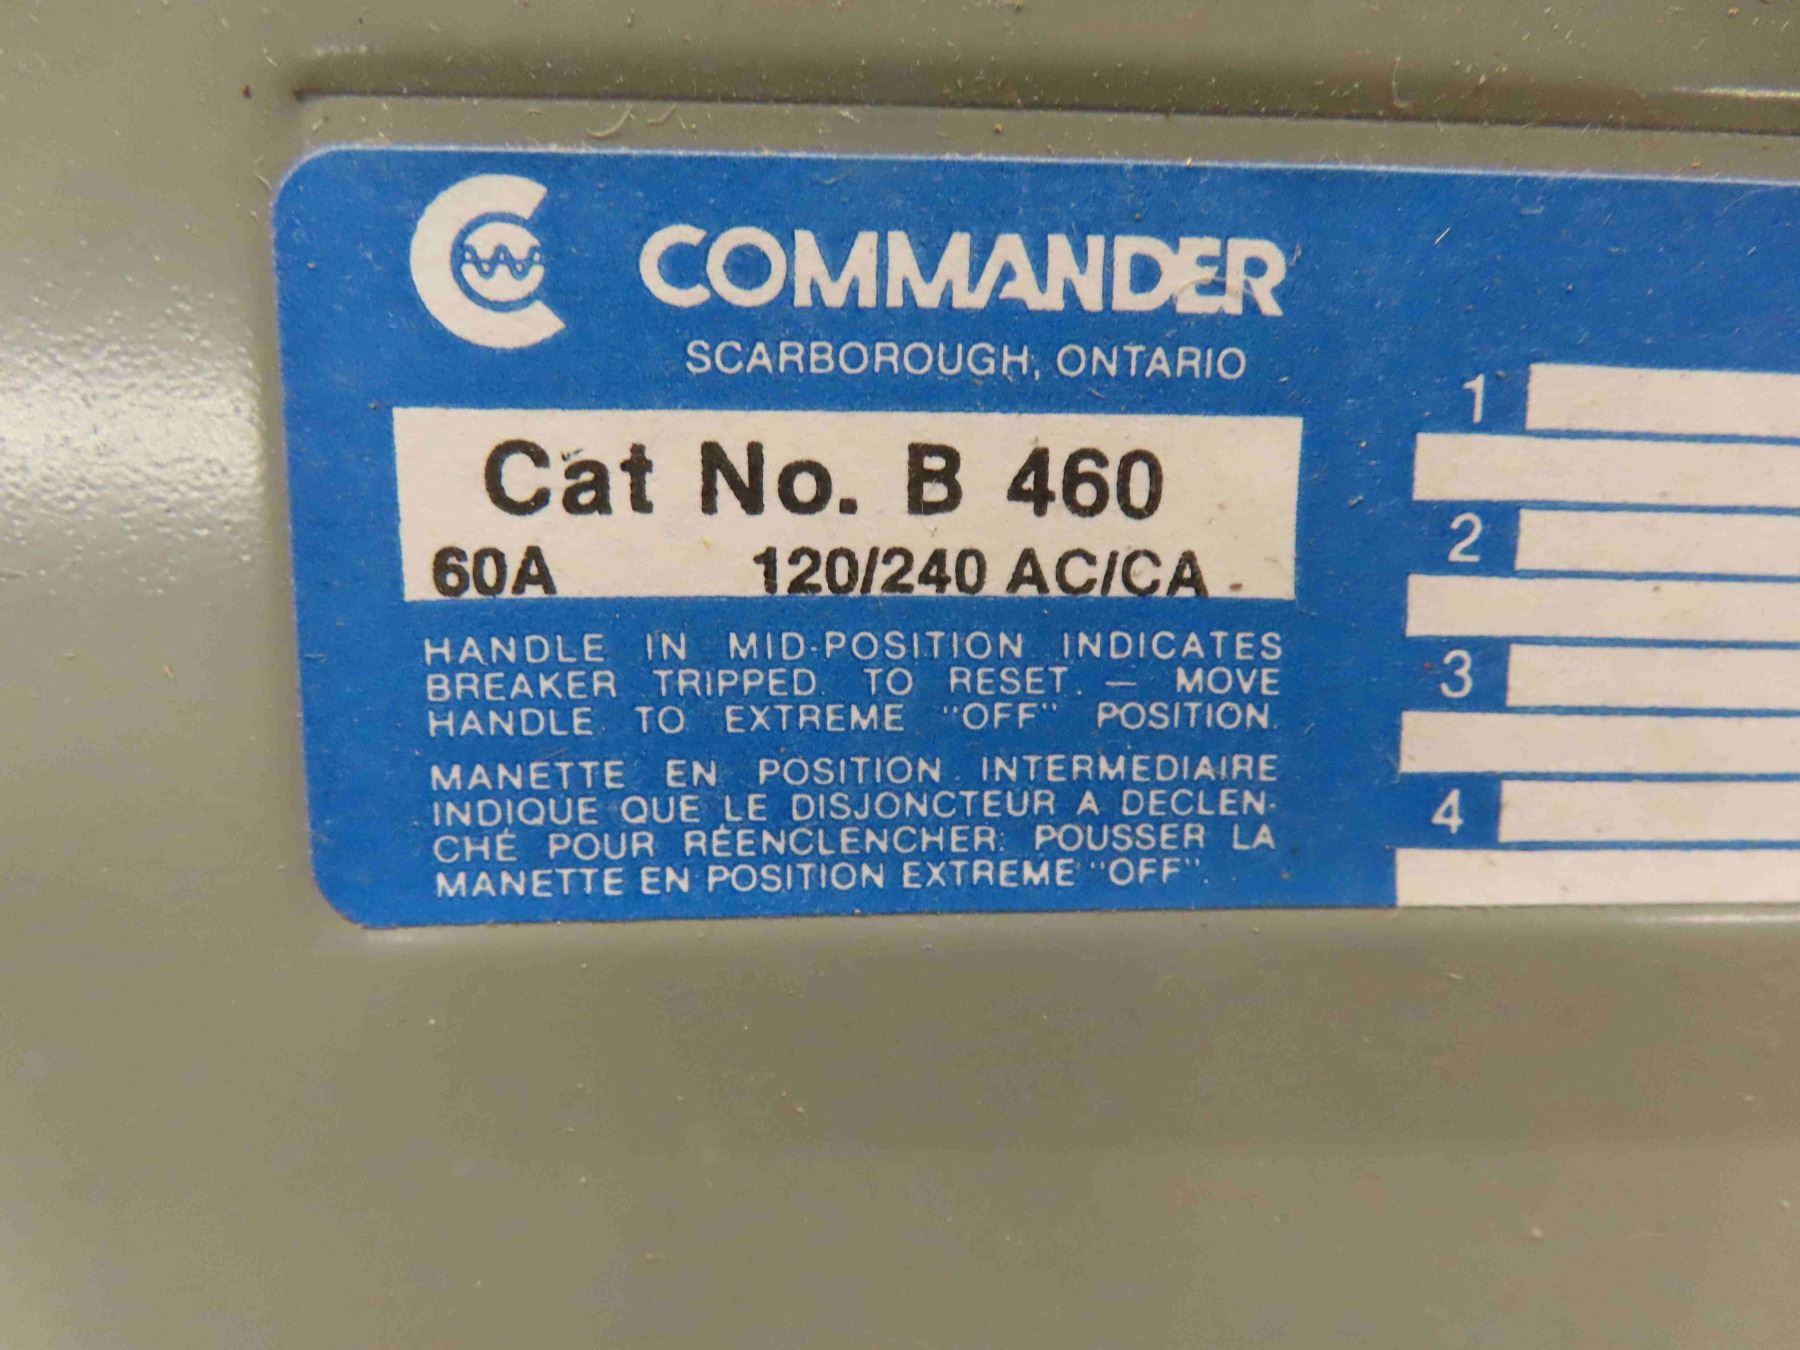 COMMANDER
SCARBOROUGH, ONTARIO
Cat No. B 460
60A 120/240 AC/CA
HANDLE IN MID-POSITION INDICATES
BREAKER TRIPPED. TO RESET. — MOVE
HANDLE TO EXTREME "OFF" POSITION.
MANETTE EN POSITION INTERMEDIAIRE
INDIQUE QUE LE DISJONCTEUR A DECLEN-
CHÉ POUR RÉENCLENCHER: POUSSER LA
MANETTE EN POSITION EXTREME "OFF".
1
2
3
4